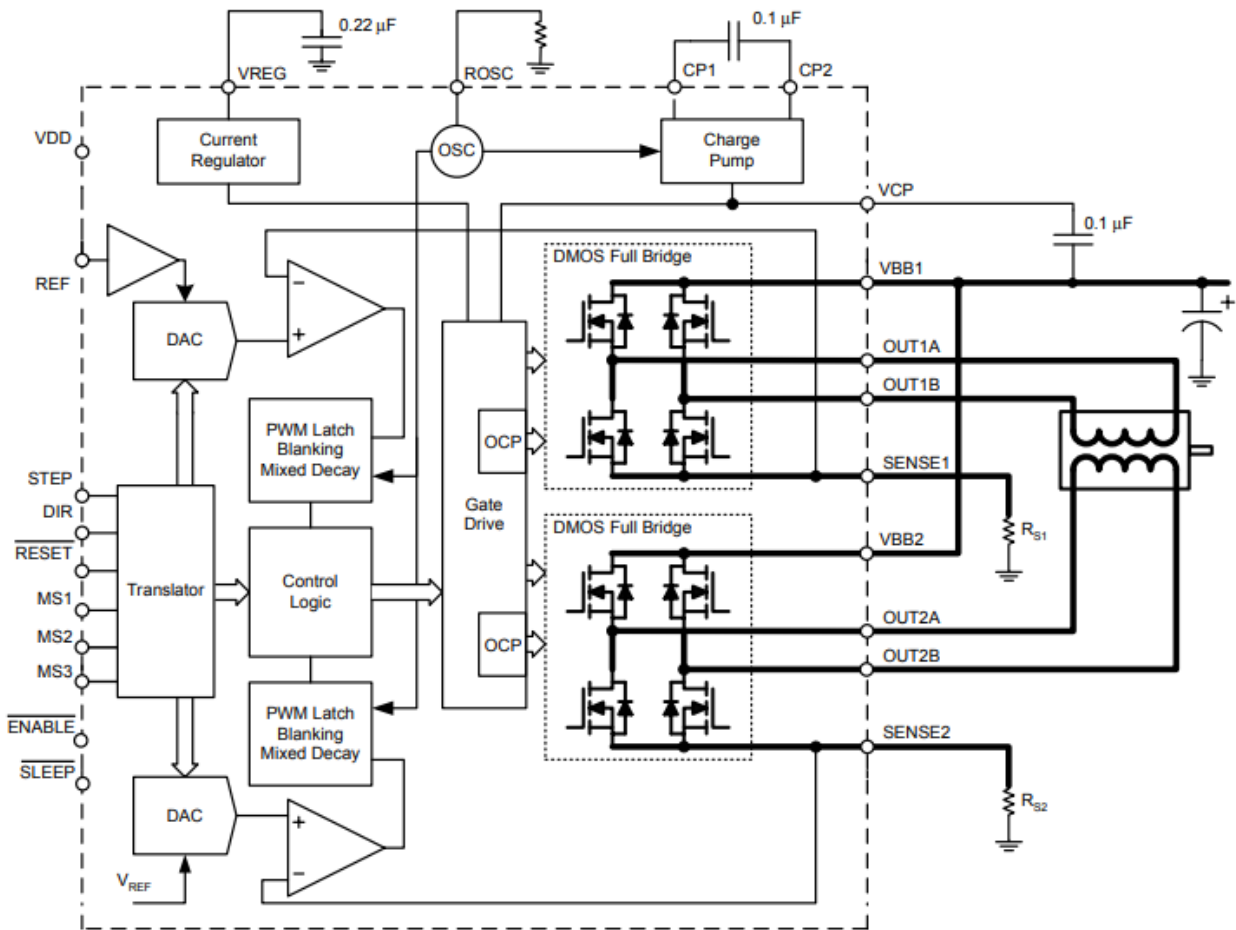 0.22 µF
0.1 µF
VREG
ROSC
CP1
CP2
VDD
Current
Regulator
OSC
Charge
Pump
VCP
0.1 µF
REF
DMOS Full Bridge
VBB1
−
+
+
DAC
OUT1A
OUT1B
PWM Latch
Blanking
Mixed Decay
OCP
SENSE1
STEP
DIR
RESET
MS1
MS2
MS3
Translator
Control
Logic
Gate
Drive
DMOS Full Bridge
RS1
VBB2
OUT2A
OCP
OUT2B
ENABLE
SLEEP
PWM Latch
Blanking
Mixed Decay
SENSE2
DAC
+
−
RS2
VREF